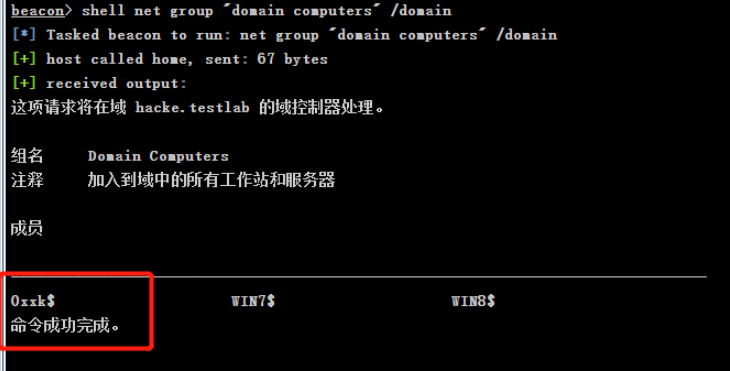 beacon> shell net group "domain computers" /domain
[*] Tasked beacon to run: net group "domain computers" /domain
[+] host called home, sent: 67 bytes
[+] received output:
这项请求将在域 hacke.testlab 的域控制器处理。
组名 Domain Computers
注释 加入到域中的所有工作站和服务器
成员
0xxk$ WIN7$ WIN8$
命令成功完成。